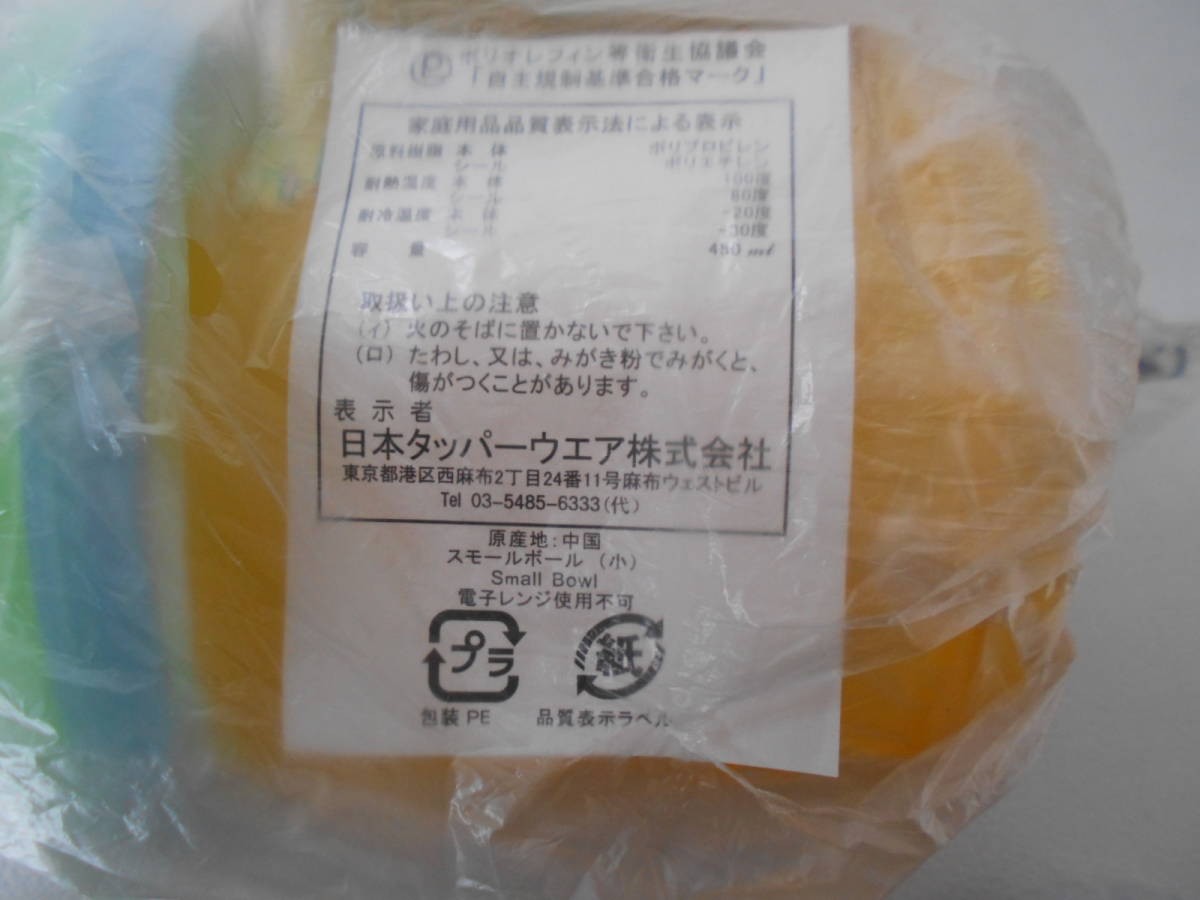 P ポリオレフィン等衛生協議会
「自主規制基準合格マーク」
家庭用品品質表示法による表示
原料樹脂 本体 ポリプロピレン
シール ポリエチレン
耐熱温度 本体 100度
シール 80度
耐冷温度 本体 -20度
シール -30度
容量 450 ml
取扱い上の注意
(イ) 火のそばに置かないで下さい。
(ロ) たわし、又は、みがき粉でみがくと、
傷がつくことがあります。
表示者
日本タッパーウエア株式会社
東京都港区西麻布2丁目24番11号麻布ウェストビル
Tel 03-5485-6333(代)
原産地:中国
スモールボール (小)
Small Bowl
電子レンジ使用不可
プラ 紙
包装PE 品質表示ラベル